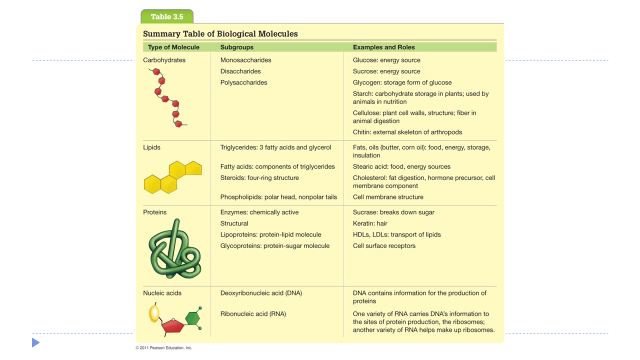 Table 3.5
Summary Table of Biological Molecules
Type of Molecule Subgroups Examples and Roles
Carbohydrates Monosaccharides Glucose: energy source
Disaccharides Sucrose: energy source
Polysaccharides Glycogen: storage form of glucose
Starch: carbohydrate storage in plants; used by
animals in nutrition
Cellulose: plant cell walls, structure; fiber in
animal digestion
Chitin: external skeleton of arthropods
Lipids Triglycerides: 3 fatty acids and glycerol Fats, oils (butter, corn oil): food, energy, storage,
insulation
Fatty acids: components of triglycerides Stearic acid: food, energy sources
Steroids: four-ring structure Cholesterol: fat digestion, hormone precursor, cell
membrane component
Phospholipids: polar head, nonpolar tails Cell membrane structure
Proteins Enzymes: chemically active Sucrase: breaks down sugar
Structural Keratin: hair
Lipoproteins: protein-lipid molecule HDLs, LDLs: transport of lipids
Glycoproteins: protein-sugar molecule Cell surface receptors
Nucleic acids Deoxyribonucleic acid (DNA) DNA contains information for the production of
proteins
Ribonucleic acid (RNA) One variety of RNA carries DNA's information to
the sites of protein production, the ribosomes;
another variety of RNA helps make up ribosomes.
© 2011 Pearson Education, Inc.